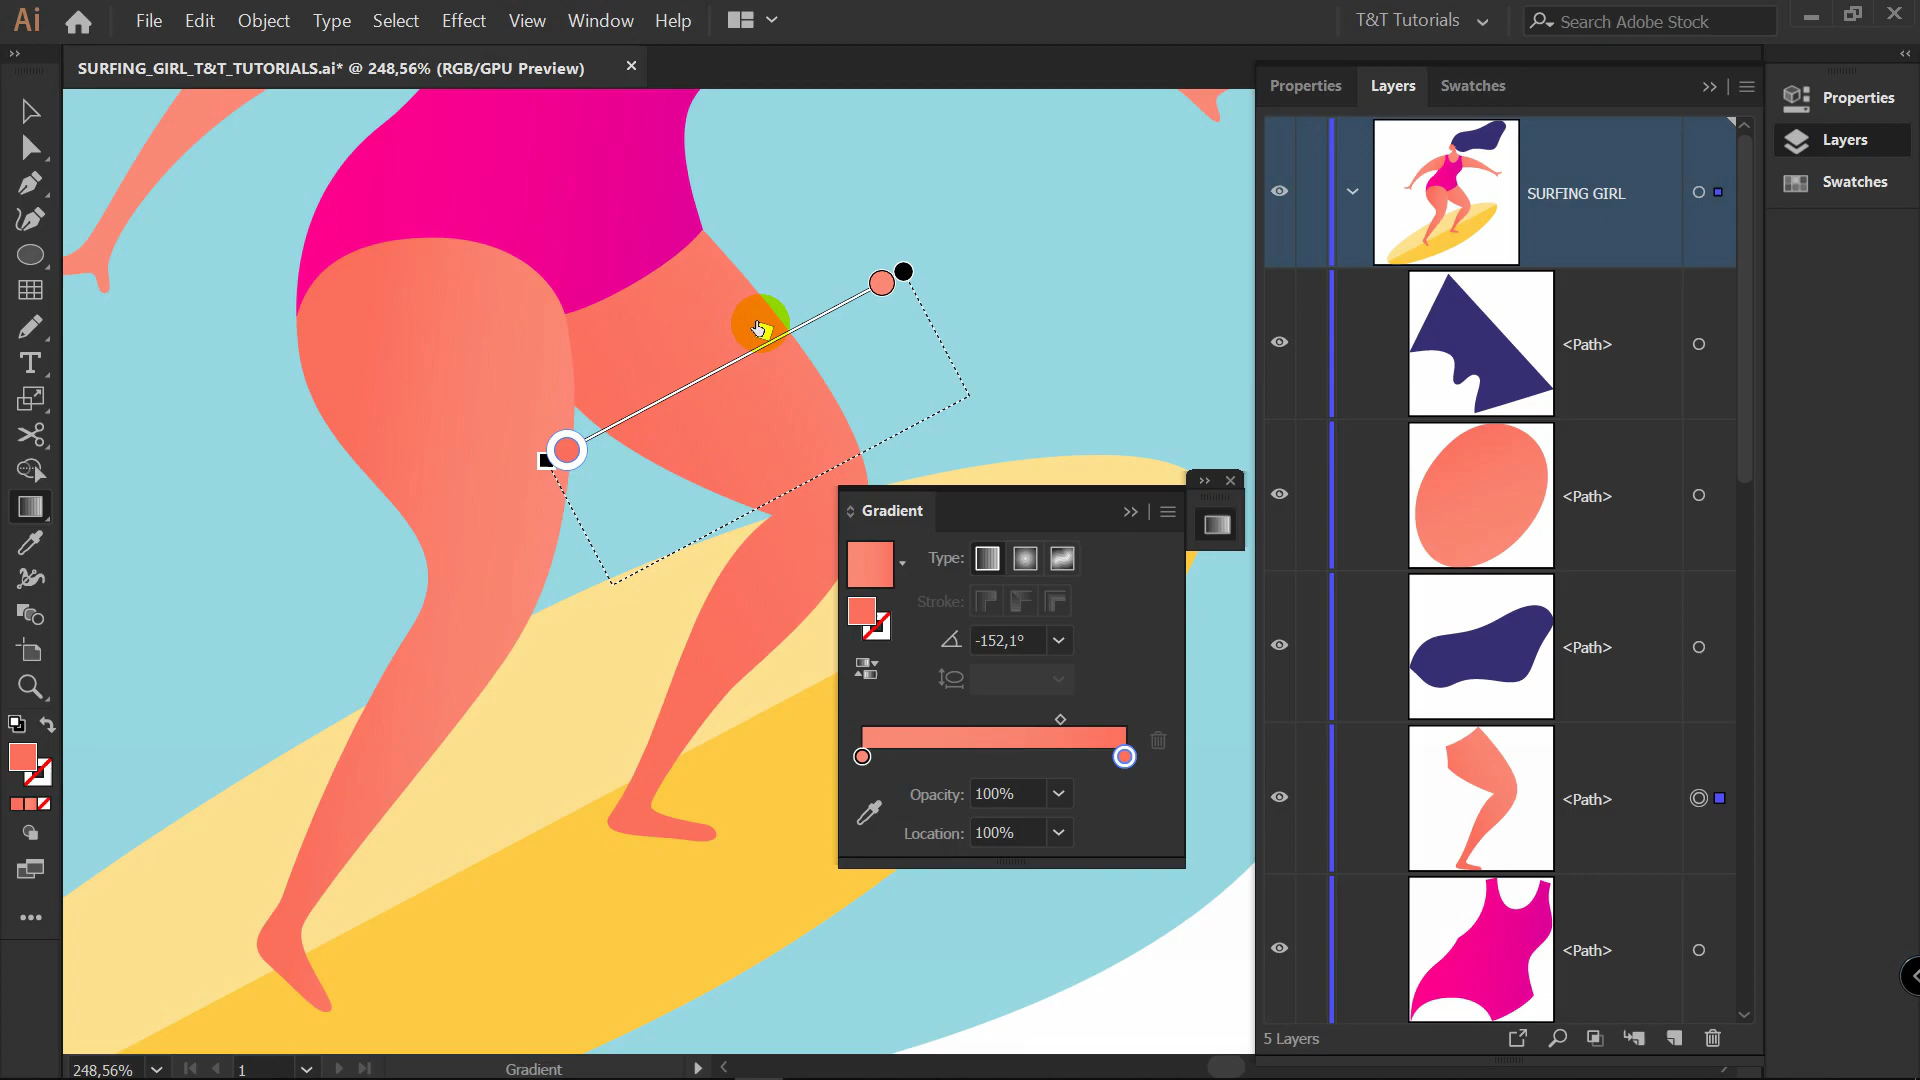 Ai File Edit Object Type Select Effect View Window Help T&T Tutorials Search Adobe Stock
SURFING_GIRL_T&T_TUTORIALS.ai* @ 248,56% (RGB/GPU Preview)
Properties Layers Swatches
Properties
Layers
Swatches
SURFING GIRL
<Path>
<Path>
<Path>
<Path>
<Path>
Gradient
Type:
Stroke:
-152,1°
Opacity: 100%
Location: 100%
5 Layers
248,56% 1 Gradient